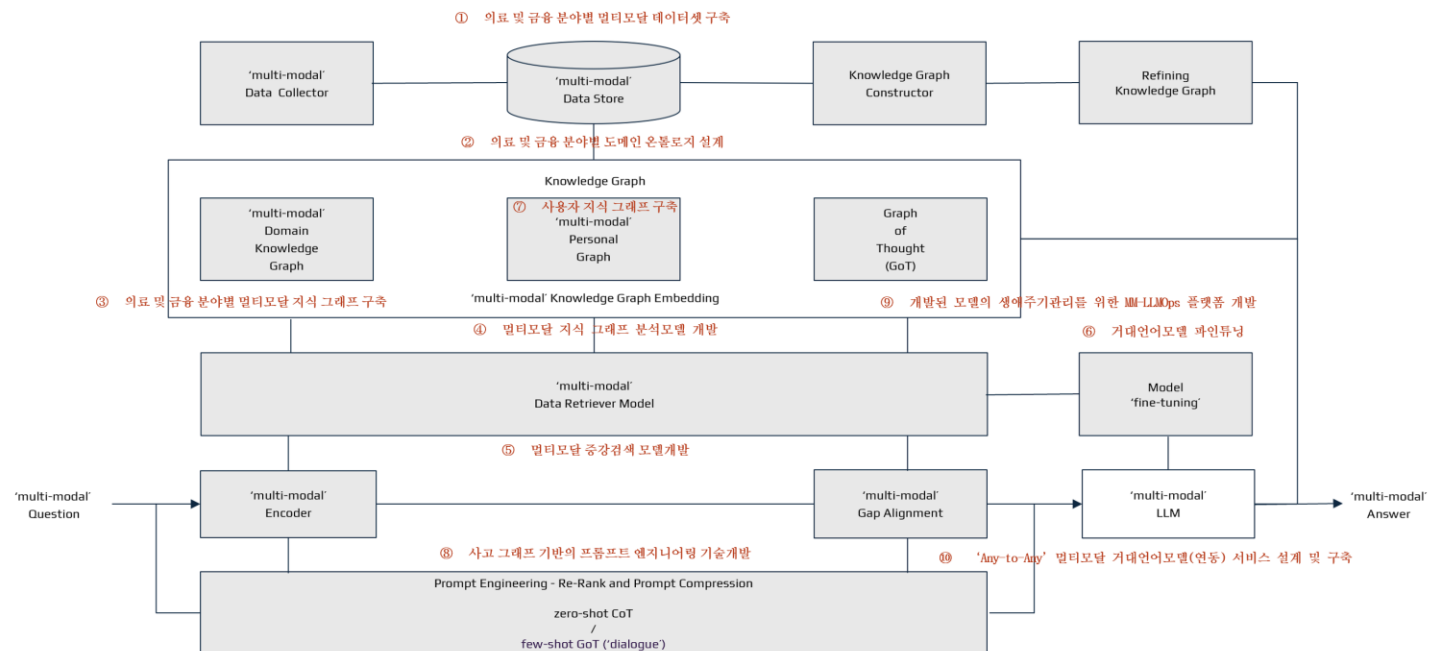 ① 의료 및 금융 분야별 멀티모달 데이터셋 구축
‘multi-modal’
Data Collector
‘multi-modal’
Data Store
Knowledge Graph
Constructor
Refining
Knowledge Graph
② 의료 및 금융 분야별 도메인 온톨로지 설계
Knowledge Graph
‘multi-modal’
Domain
Knowledge
Graph
⑦ 사용자 지식 그래프 구축
‘multi-modal’
Personal
Graph
Graph
of
Thought
(GoT)
‘multi-modal’ Knowledge Graph Embedding
③ 의료 및 금융 분야별 멀티모달 지식 그래프 구축
⑨ 개발된 모델의 생애주기관리를 위한 MM-LLMOps 플랫폼 개발
④ 멀티모달 지식 그래프 분석모델 개발
⑥ 거대언어모델 파인튜닝
‘multi-modal’
Data Retriever Model
Model
‘fine-tuning’
⑤ 멀티모달 증강검색 모델개발
‘multi-modal’
Question
‘multi-modal’
Encoder
‘multi-modal’
Gap Alignment
‘multi-modal’
LLM
‘multi-modal’
Answer
⑧ 사고 그래프 기반의 프롬프트 엔지니어링 기술개발
⑩ ‘Any-to-Any’ 멀티모달 거대언어모델(연동) 서비스 설계 및 구축
Prompt Engineering - Re-Rank and Prompt Compression
zero-shot CoT
/
few-shot GoT (‘dialogue’)